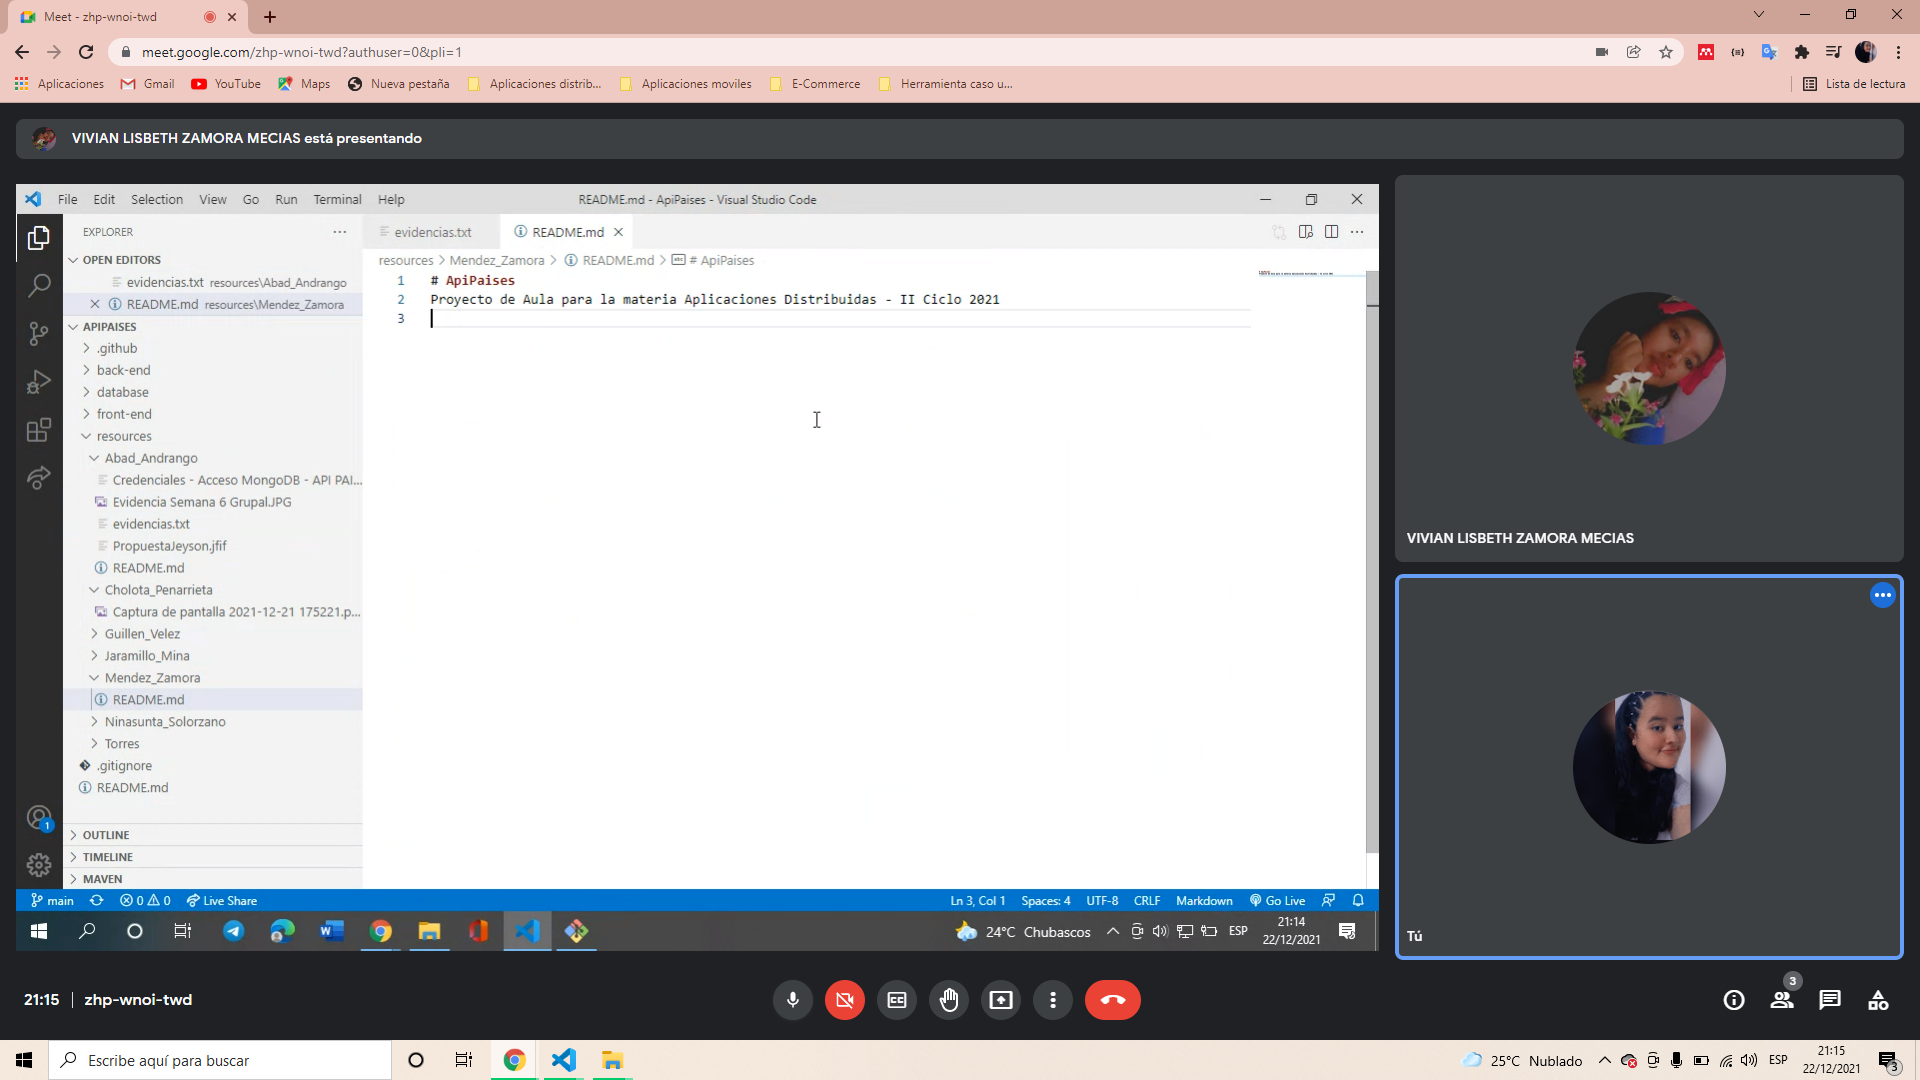 Meet - zhp-wnoi-twd
meet.google.com/zhp-wnoi-twd?authuser=0&pli=1
Aplicaciones
Gmail
YouTube
Maps
Nueva pestaña
Aplicaciones distrib...
Aplicaciones moviles
E-Commerce
Herramienta caso u...
Lista de lectura
VIVIAN LISBETH ZAMORA MECIAS está presentando
File Edit Selection View Go Run Terminal Help
README.md - ApiPaises - Visual Studio Code
EXPLORER
evidencias.txt
README.md
OPEN EDITORS
resources > Mendez_Zamora > README.md > # ApiPaises
evidencias.txt resources\Abad_Andrango
README.md resources\Mendez_Zamora
1 # ApiPaises
2 Proyecto de Aula para la materia Aplicaciones Distribuidas - II Ciclo 2021
3
APIPAISES
.github
back-end
database
front-end
resources
Abad_Andrango
Credenciales - Acceso MongoDB - API PAI...
Evidencia Semana 6 Grupal.JPG
evidencias.txt
PropuestaJeyson.jfif
README.md
Cholota_Penarrieta
Captura de pantalla 2021-12-21 175221.p...
Guillen_Velez
Jaramillo_Mina
Mendez_Zamora
README.md
Ninasunta_Solorzano
Torres
.gitignore
README.md
1
OUTLINE
TIMELINE
MAVEN
main
0 0
Live Share
Ln 3, Col 1
Spaces: 4
UTF-8
CRLF
Markdown
Go Live
24°C Chubascos
ESP
21:14
22/12/2021
VIVIAN LISBETH ZAMORA MECIAS
Tú
21:15 | zhp-wnoi-twd
3
Escribe aquí para buscar
25°C Nublado
ESP
21:15
22/12/2021
3